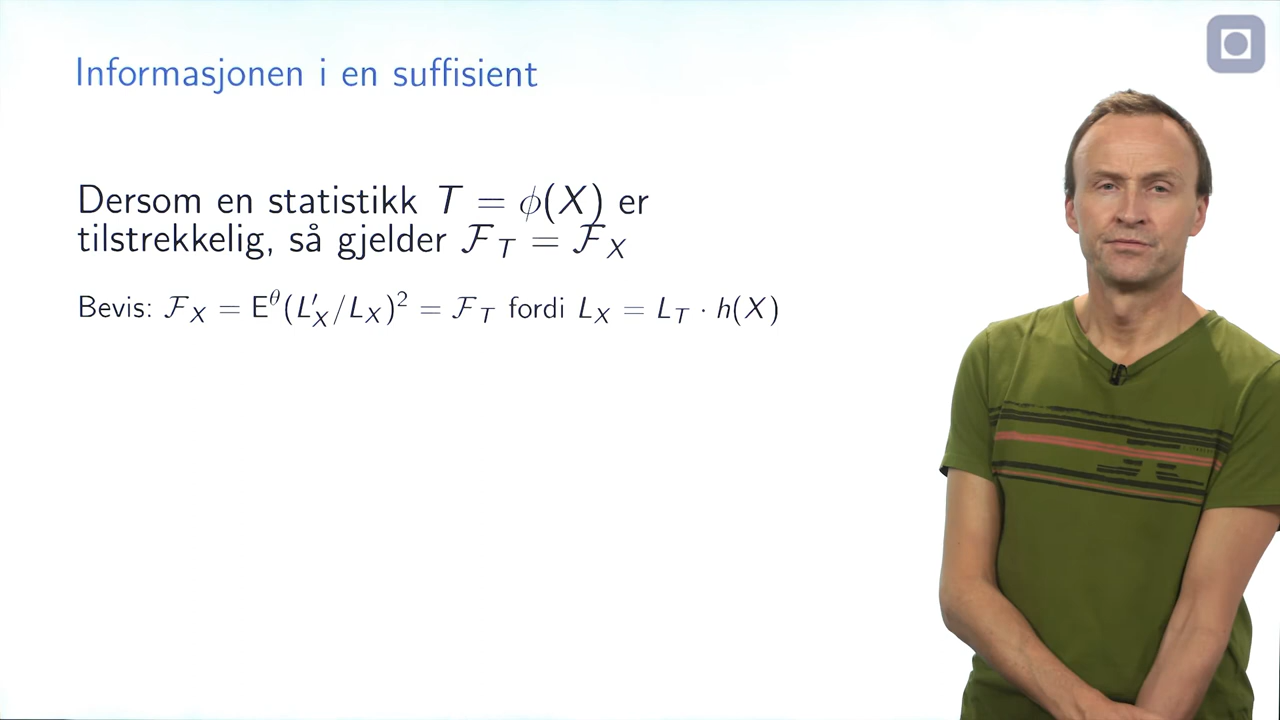 Informasjonen i en suffisient
Dersom en statistikk T = ϕ(X) er
tilstrekkelig, så gjelder ℱ_T = ℱ_X
Bevis: ℱ_X = E^θ(L′_X/L_X)² = ℱ_T fordi L_X = L_T · h(X)